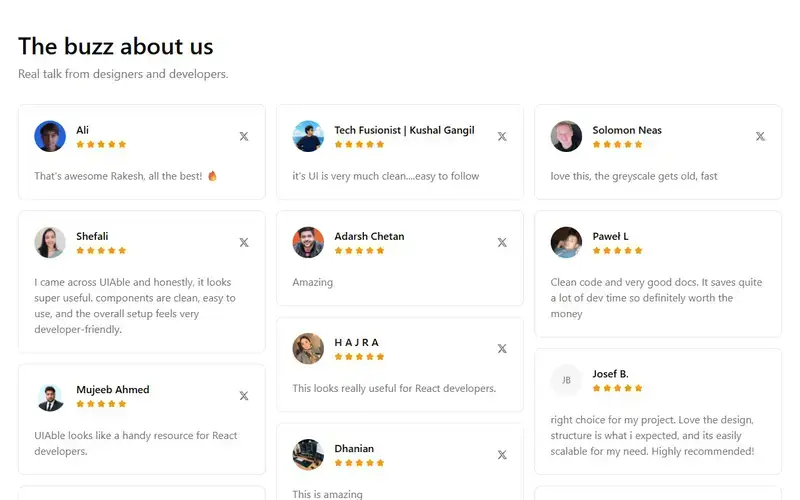 The buzz about us
Real talk from designers and developers.
Ali
That's awesome Rakesh, all the best! 🔥
Shefali
I came across UIAble and honestly, it looks
super useful. components are clean, easy to
use, and the overall setup feels very
developer-friendly.
Mujeeb Ahmed
UIAble looks like a handy resource for React
developers.
Tech Fusionist | Kushal Gangil
it's UI is very much clean....easy to follow
Adarsh Chetan
Amazing
H A J R A
This looks really useful for React developers.
Dhanian
This is amazing
Solomon Neas
love this, the greyscale gets old, fast
Paweł L
Clean code and very good docs. It saves quite
a lot of dev time so definitely worth the
money
JB
Josef B.
right choice for my project. Love the design,
structure is what i expected, and its easily
scalable for my need. Highly recommended!